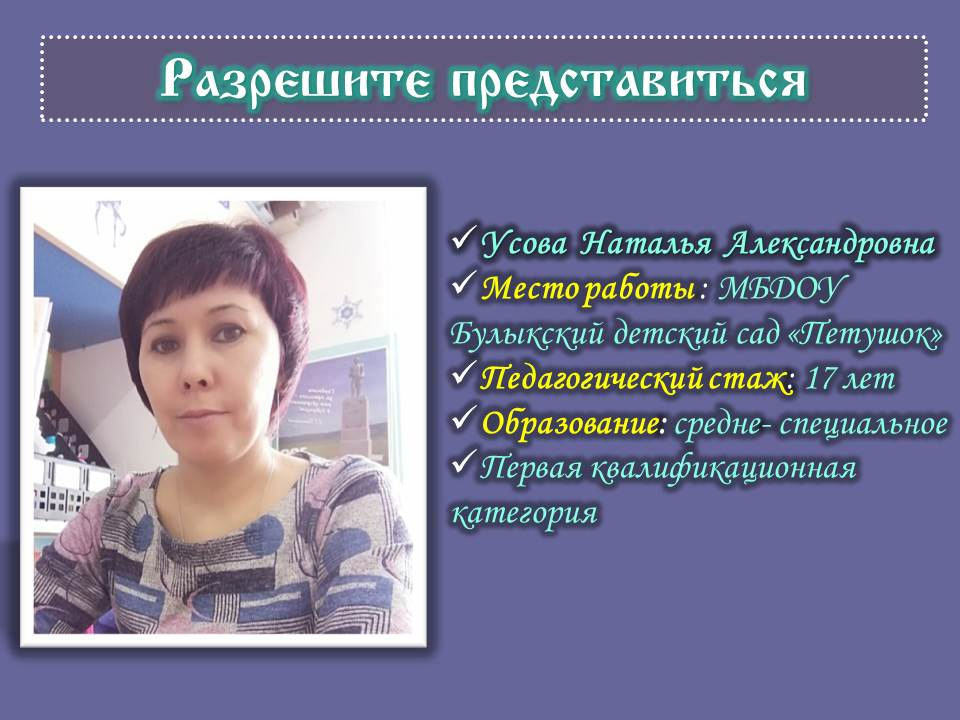 Разрешите представиться
✓Усова Наталья Александровна
✓Место работы : МБДОУ
Булыкский детский сад «Петушок»
✓Педагогический стаж: 17 лет
✓Образование: средне- специальное
✓Первая квалификационная
категория